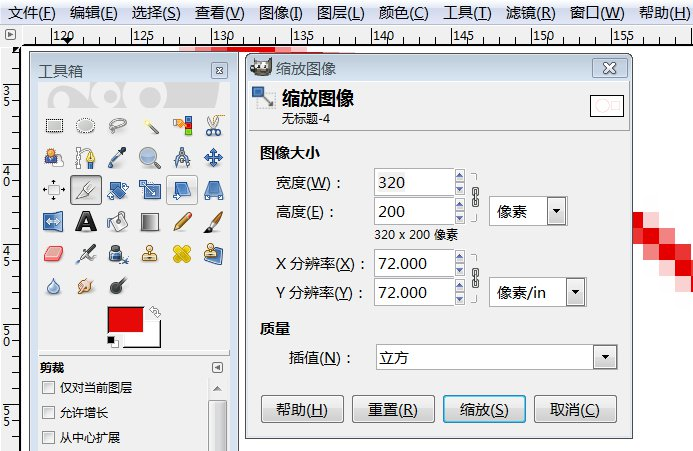 文件(F) 编辑(E) 选择(S) 查看(V) 图像(I) 图层(L) 颜色(C) 工具(T) 滤镜(R) 窗口(W) 帮助(H)
120 125 130 135 140 145 150 155
35
40
45
50
55
工具箱
剪裁
仅对当前图层
允许增长
从中心扩展
缩放图像
缩放图像
无标题-4
图像大小
宽度(W)： 320
高度(E)： 200 像素
320 x 200 像素
X 分辨率(X)： 72.000
Y 分辨率(Y)： 72.000 像素/in
质量
插值(N)： 立方
帮助(H) 重置(R) 缩放(S) 取消(C)